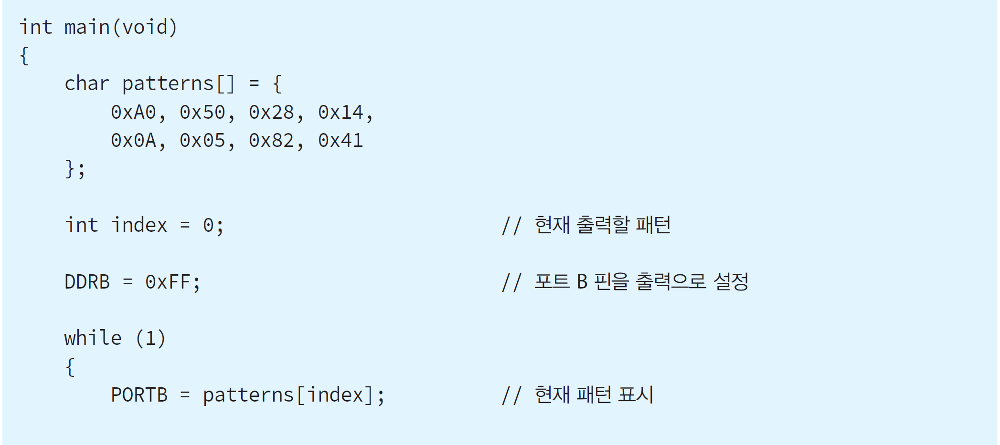 int main(void)
{
    char patterns[] = {
        0xA0, 0x50, 0x28, 0x14,
        0x0A, 0x05, 0x82, 0x41
    };
    int index = 0; // 현재 출력할 패턴
    DDRB = 0xFF; // 포트 B 핀을 출력으로 설정
    while (1)
    {
        PORTB = patterns[index]; // 현재 패턴 표시